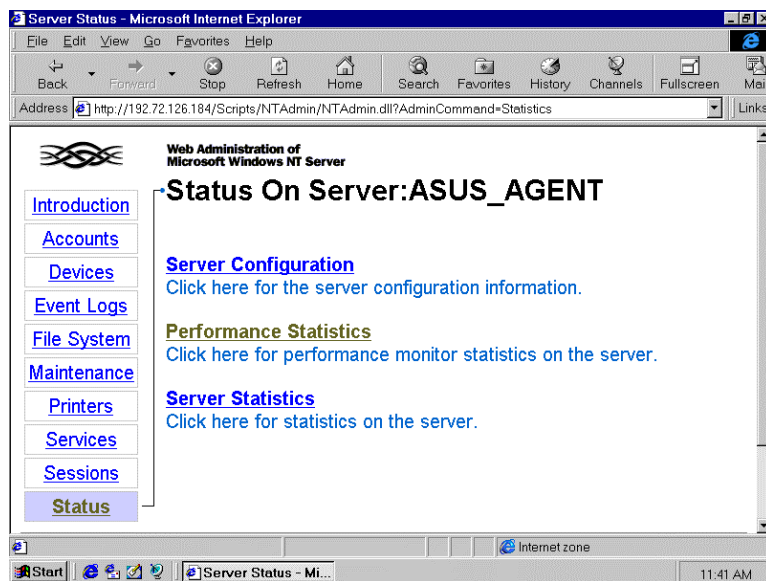 Server Status - Microsoft Internet Explorer
File Edit View Go Favorites Help
Back Forward Stop Refresh Home Search Favorites History Channels Fullscreen Mai
Address http://192.72.126.184/Scripts/NTAdmin/NTAdmin.dll?AdminCommand=Statistics Links
Web Administration of
Microsoft Windows NT Server
Status On Server:ASUS_AGENT
Introduction
Accounts
Devices
Event Logs
File System
Maintenance
Printers
Services
Sessions
Status
Server Configuration
Click here for the server configuration information.
Performance Statistics
Click here for performance monitor statistics on the server.
Server Statistics
Click here for statistics on the server.
Internet zone
Start Server Status - Mi... 11:41 AM